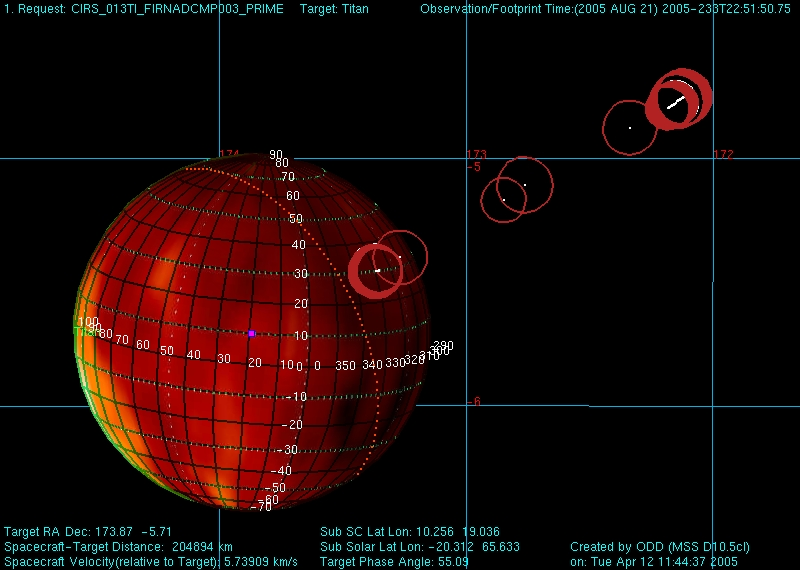 1. Request: CIRS_013TI_FIRNADCMP003_PRIME Target: Titan Observation/Footprint Time:(2005 AUG 21) 2005-233T22:51:50.75
174 173 172
-5
90
80
70
60
50
40
30
20
10
100 90 80 70 60 50 40 30 20 10 0 0 350 340 330 320 310 300 290
Titan
-10
-20
-30
-40
-50
-60
-70
-6
Target RA Dec: 173.87 -5.71 Sub SC Lat Lon: 10.256 19.036
Spacecraft-Target Distance: 204894 km Sub Solar Lat Lon: -20.312 65.633 Created by ODD (MSS D10.5cl)
Spacecraft Velocity(relative to Target): 5.73909 km/s Target Phase Angle: 55.09 on: Tue Apr 12 11:44:37 2005